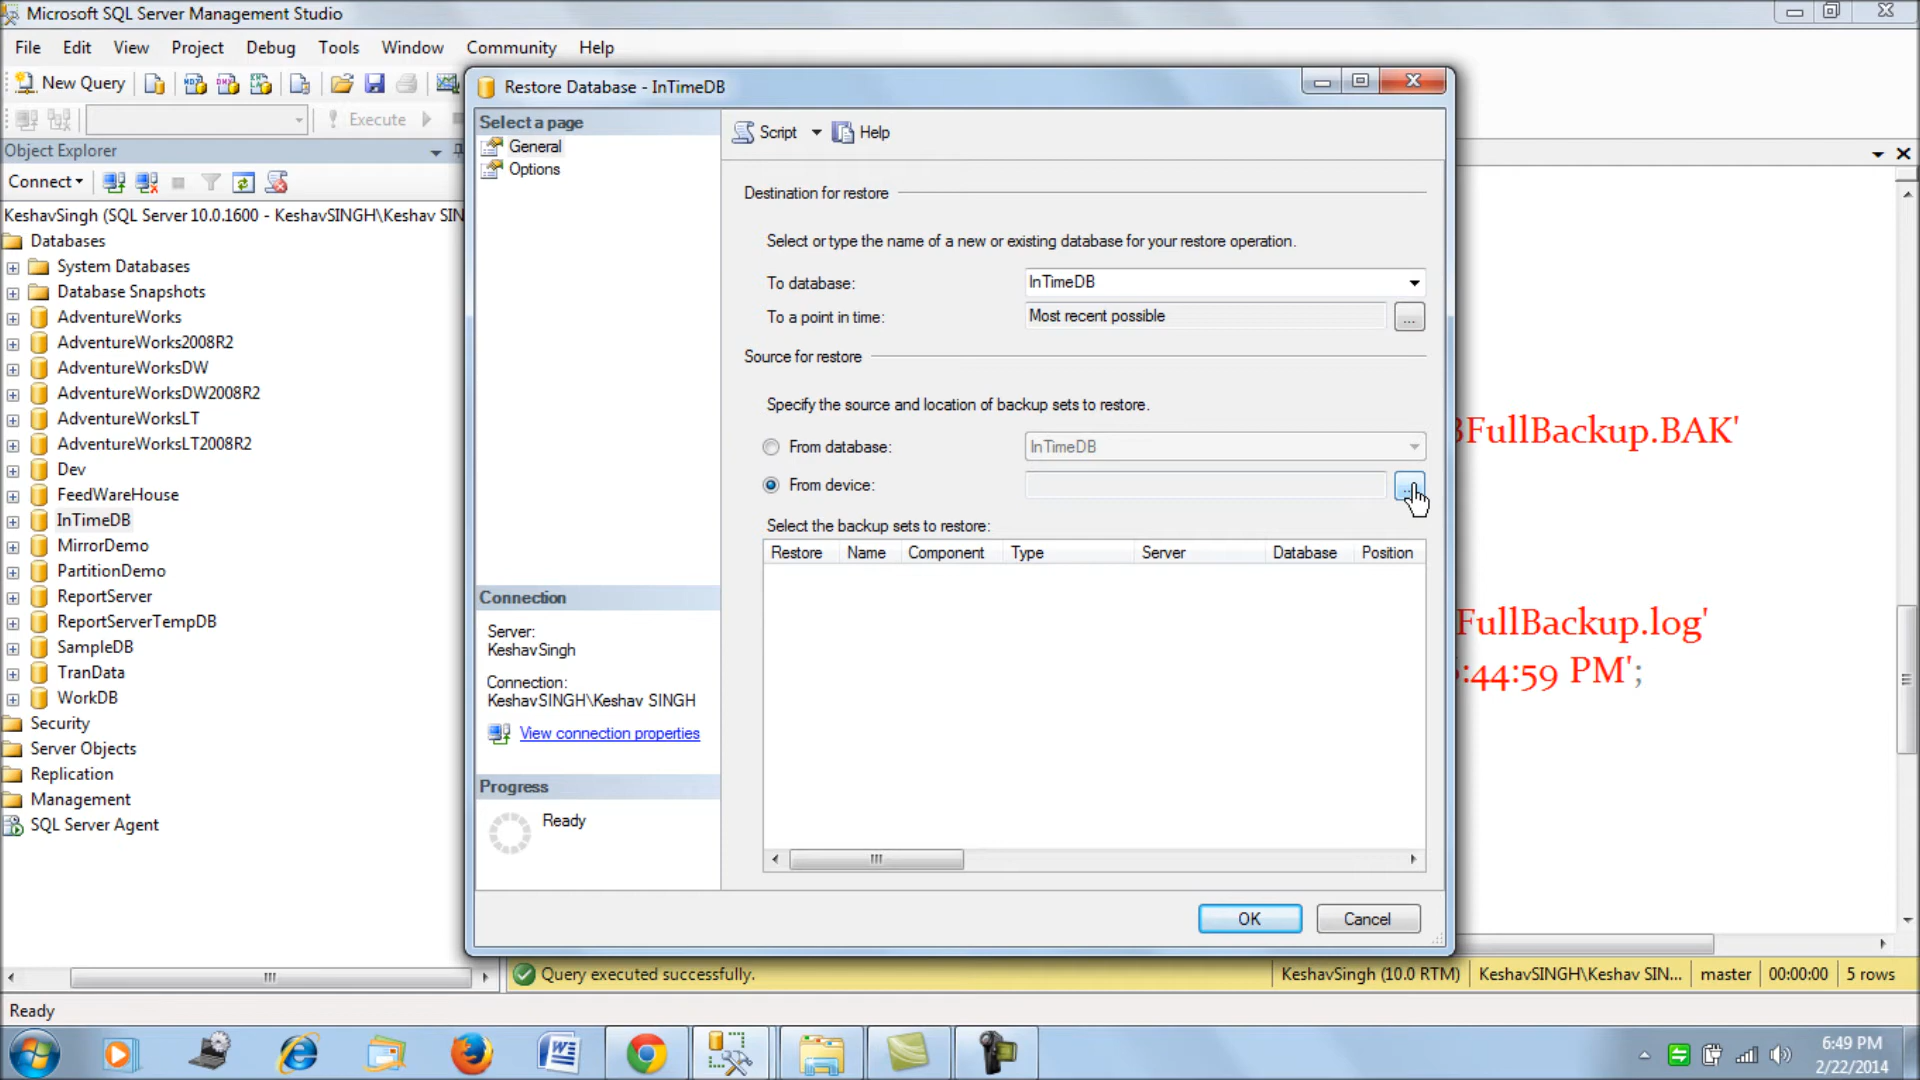 Microsoft SQL Server Management Studio
File Edit View Project Debug Tools Window Community Help
New Query
Execute
Object Explorer
Connect
KeshavSingh (SQL Server 10.0.1600 - KeshavSINGH\Keshav SIN
Databases
System Databases
Database Snapshots
AdventureWorks
AdventureWorks2008R2
AdventureWorksDW
AdventureWorksDW2008R2
AdventureWorksLT
AdventureWorksLT2008R2
Dev
FeedWareHouse
InTimeDB
MirrorDemo
PartitionDemo
ReportServer
ReportServerTempDB
SampleDB
TranData
WorkDB
Security
Server Objects
Replication
Management
SQL Server Agent
Restore Database - InTimeDB
Select a page
General
Options
Connection
Server:
KeshavSingh
Connection:
KeshavSINGH\Keshav SINGH
View connection properties
Progress
Ready
Script Help
Destination for restore
Select or type the name of a new or existing database for your restore operation.
To database: InTimeDB
To a point in time: Most recent possible ...
Source for restore
Specify the source and location of backup sets to restore.
From database: InTimeDB
From device:
Select the backup sets to restore:
Restore Name Component Type Server Database Position
OK Cancel
BFullBackup.BAK'
FullBackup.log'
:44:59 PM';
Query executed successfully. KeshavSingh (10.0 RTM) KeshavSINGH\Keshav SIN... master 00:00:00 5 rows
Ready
6:49 PM
2/22/2014